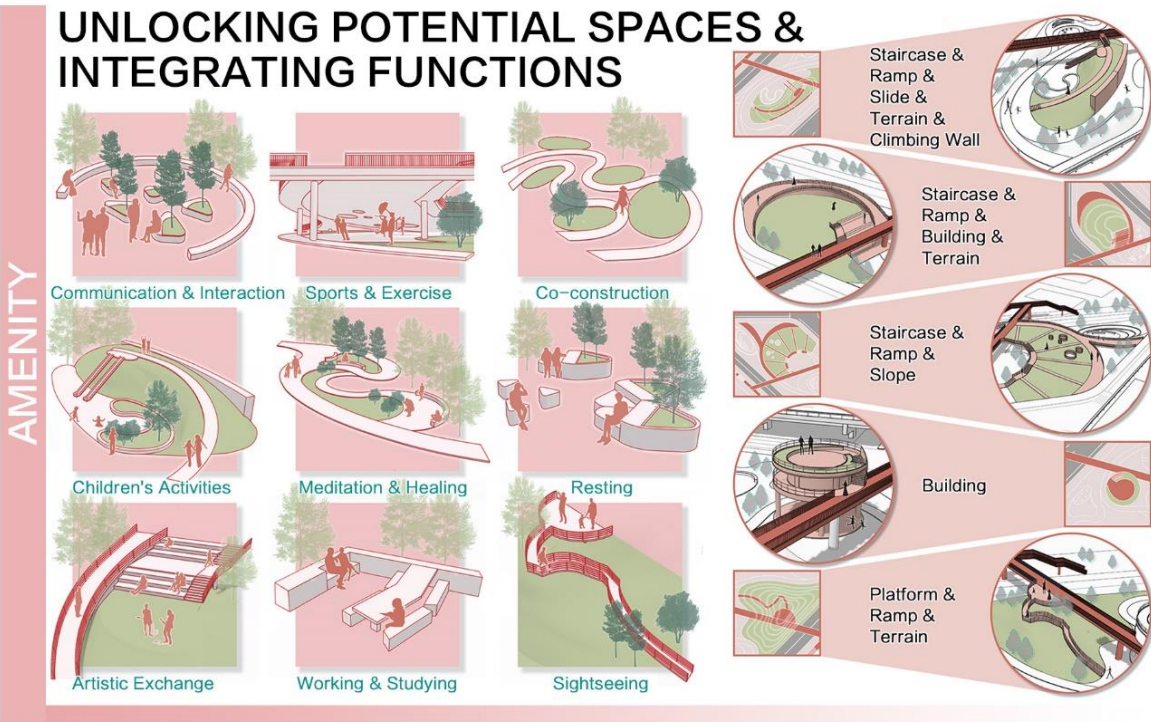 UNLOCKING POTENTIAL SPACES &
INTEGRATING FUNCTIONS
AMENITY
Communication & Interaction
Sports & Exercise
Co-construction
Children's Activities
Meditation & Healing
Resting
Artistic Exchange
Working & Studying
Sightseeing
Staircase &
Ramp &
Slide &
Terrain &
Climbing Wall
Staircase &
Ramp &
Building &
Terrain
Staircase &
Ramp &
Slope
Building
Platform &
Ramp &
Terrain